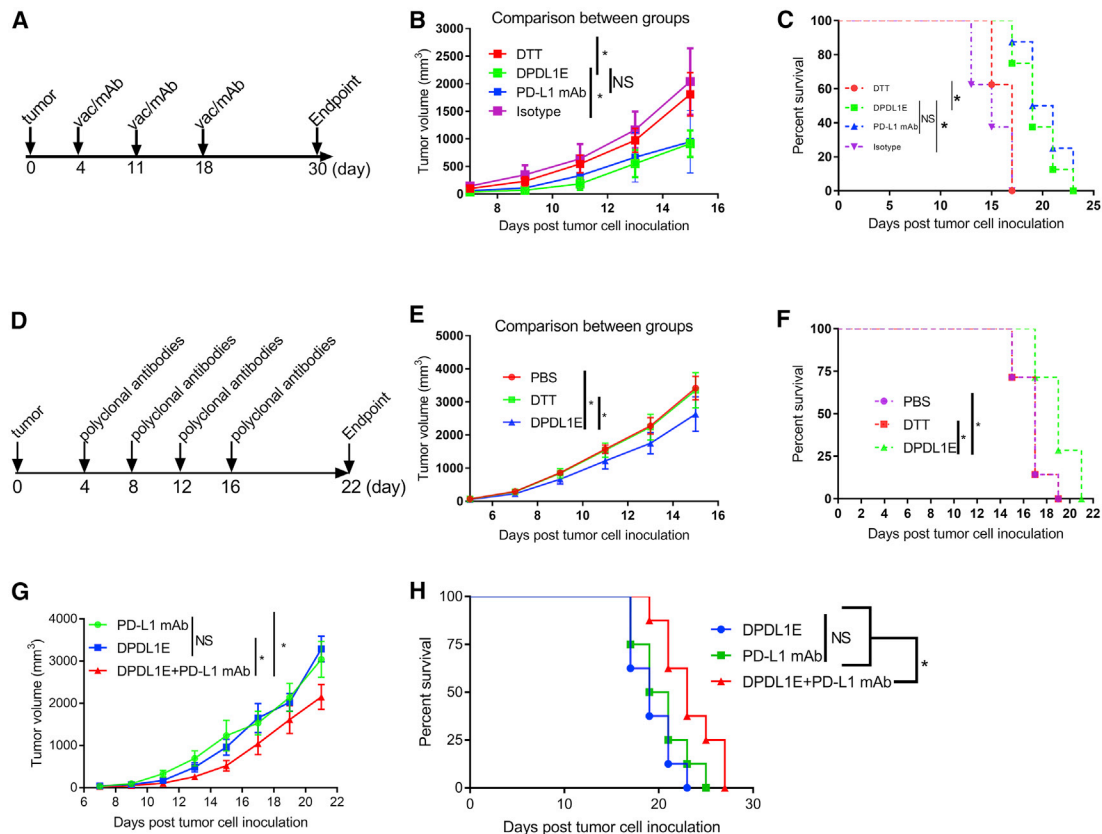 A
tumor
vac/mAb
vac/mAb
vac/mAb
Endpoint
0 4 11 18 30 (day)
B
Comparison between groups
Tumor volume (mm³)
3000
2500
2000
1500
1000
500
0
DTT
DPDL1E
PD-L1 mAb
Isotype
*
*
NS
8 10 12 14 16
Days post tumor cell inoculation
C
Percent survival
100
80
60
40
20
0
DTT
DPDL1E
PD-L1 mAb
Isotype
NS
*
*
0 5 10 15 20 25
Days post tumor cell inoculation
D
tumor
polyclonal antibodies
polyclonal antibodies
polyclonal antibodies
polyclonal antibodies
Endpoint
0 4 8 12 16 22 (day)
E
Comparison between groups
Tumor volume (mm³)
5000
4000
3000
2000
1000
0
PBS
DTT
DPDL1E
*
*
6 8 10 12 14 16
Days post tumor cell inoculation
F
Percent survival
100
75
50
25
0
PBS
DTT
DPDL1E
*
*
0 2 4 6 8 10 12 14 16 18 20 22
Days post tumor cell inoculation
G
Tumor volume (mm³)
4000
3000
2000
1000
0
PD-L1 mAb
DPDL1E
DPDL1E+PD-L1 mAb
NS
*
*
6 8 10 12 14 16 18 20 22
Days post tumor cell inoculation
H
Percent survival
100
75
50
25
0
DPDL1E
PD-L1 mAb
DPDL1E+PD-L1 mAb
NS
*
0 10 20 30
Days post tumor cell inoculation